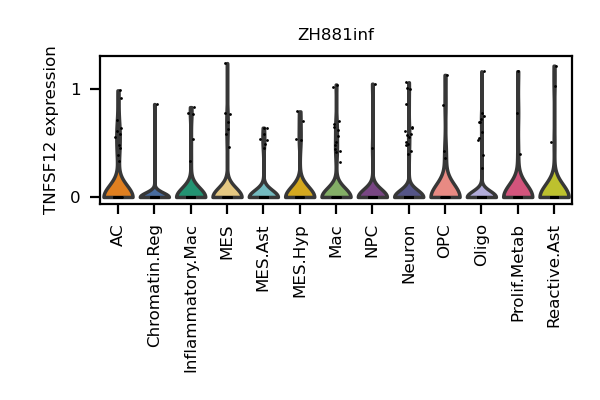 ZH881inf
TNFSF12 expression
1
0
AC
Chromatin.Reg
Inflammatory.Mac
MES
MES.Ast
MES.Hyp
Mac
NPC
Neuron
OPC
Oligo
Prolif.Metab
Reactive.Ast